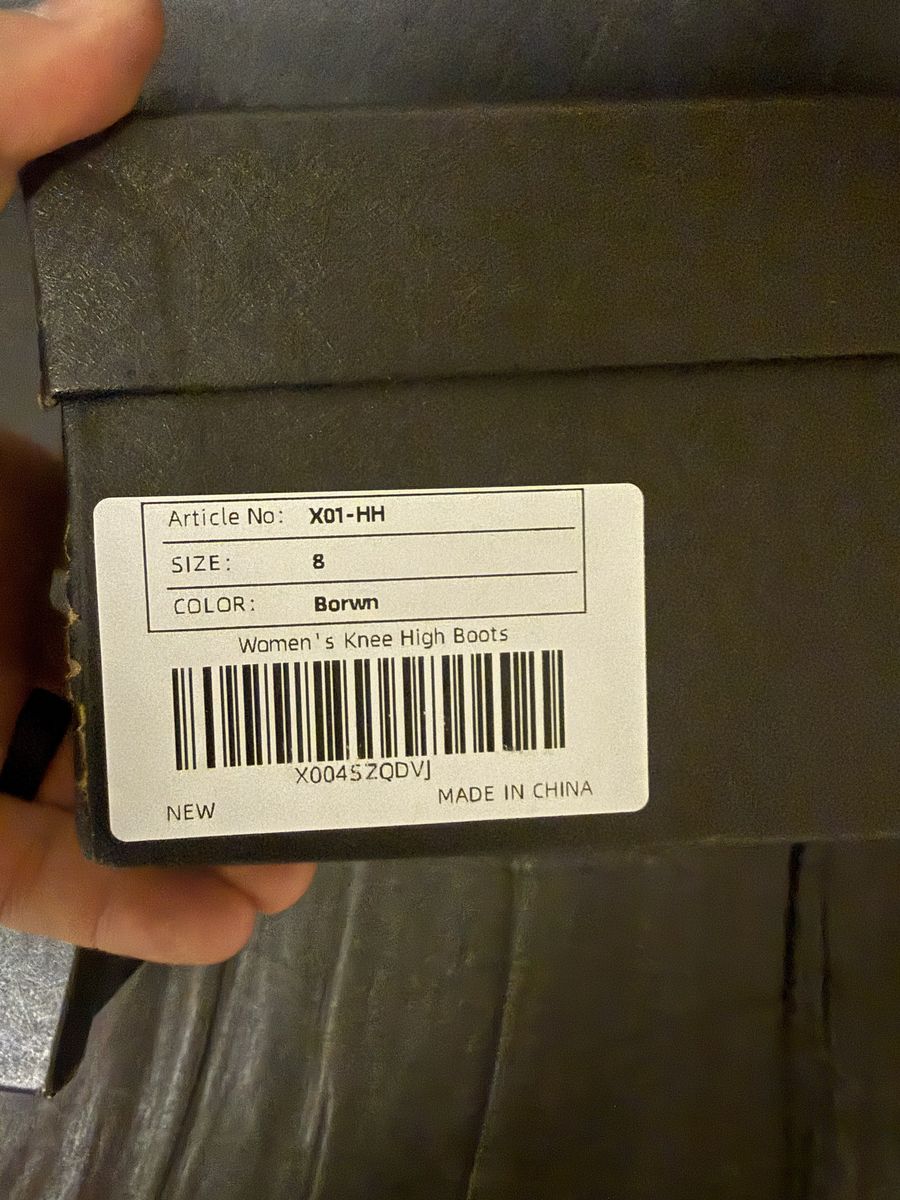 Article No: X01-HH
SIZE: 8
COLOR: Borwn
Women's Knee High Boots
X004SZQDVJ
NEW
MADE IN CHINA